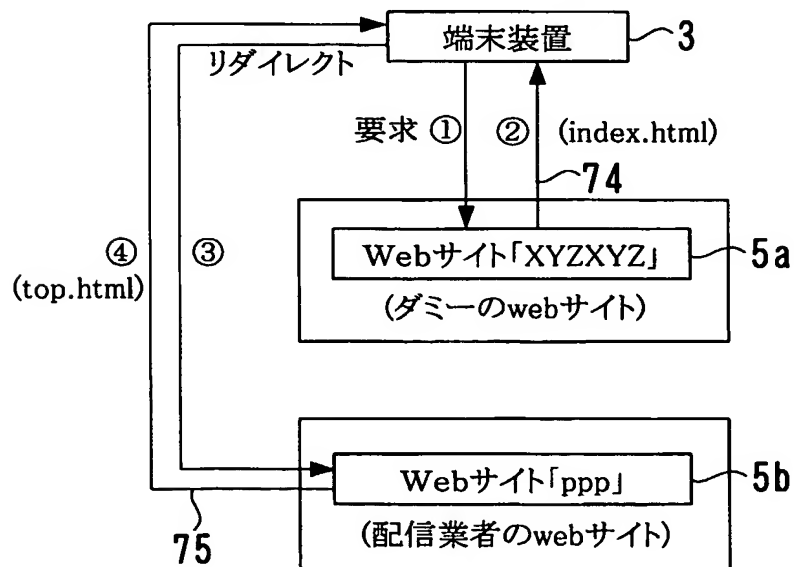 端末装置 3
リダイレクト
要求 ① ② (index.html)
74
Webサイト「XYZXYZ」 5a
(ダミーのwebサイト)
④ ③
(top.html)
Webサイト「ppp」 5b
(配信業者のwebサイト)
75